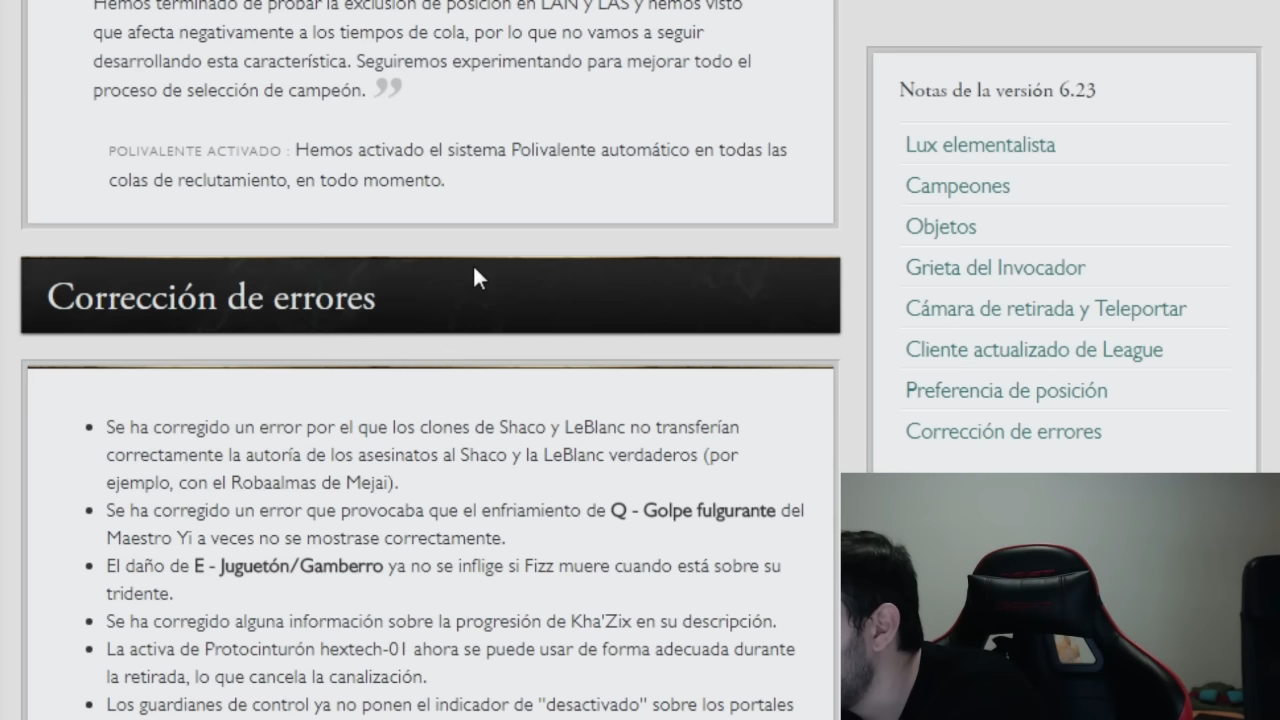 Hemos terminado de probar la exclusión de posición en LAN y LAS y hemos visto
que afecta negativamente a los tiempos de cola, por lo que no vamos a seguir
desarrollando esta característica. Seguiremos experimentando para mejorar todo el
proceso de selección de campeón. ”
POLIVALENTE ACTIVADO : Hemos activado el sistema Polivalente automático en todas las
colas de reclutamiento, en todo momento.
Corrección de errores
• Se ha corregido un error por el que los clones de Shaco y LeBlanc no transferían
correctamente la autoría de los asesinatos al Shaco y la LeBlanc verdaderos (por
ejemplo, con el Robaalmas de Mejai).
• Se ha corregido un error que provocaba que el enfriamiento de Q - Golpe fulgurante del
Maestro Yi a veces no se mostrase correctamente.
• El daño de E - Juguetón/Gamberro ya no se inflige si Fizz muere cuando está sobre su
tridente.
• Se ha corregido alguna información sobre la progresión de Kha'Zix en su descripción.
• La activa de Protocinturón hextech-01 ahora se puede usar de forma adecuada durante
la retirada, lo que cancela la canalización.
• Los guardianes de control ya no ponen el indicador de "desactivado" sobre los portales
Notas de la versión 6.23
Lux elementalista
Campeones
Objetos
Grieta del Invocador
Cámara de retirada y Teleportar
Cliente actualizado de League
Preferencia de posición
Corrección de errores